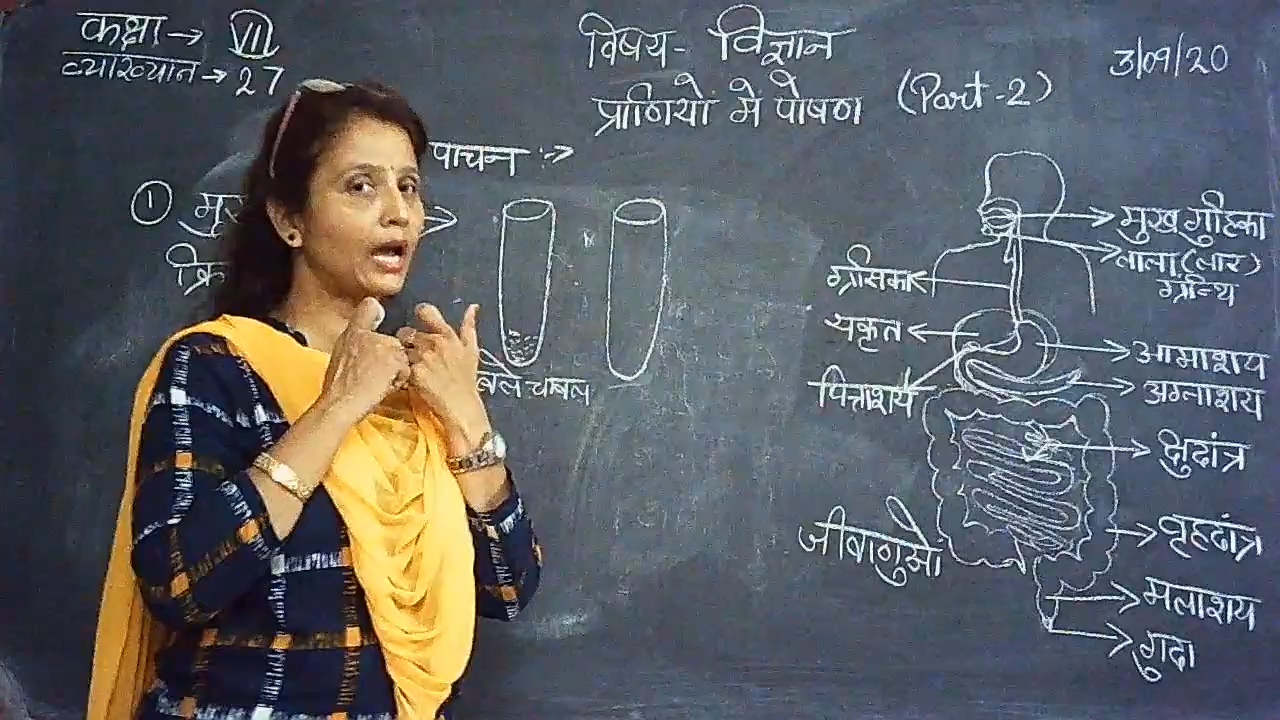 कक्षा → VII
व्याख्यान → 27
विषय - विज्ञान
3/09/20
प्राणियों में पोषण (Part-2)
पाचन :->
①
मुख गुहिका
लाला (लार)
ग्रन्थि
ग्रसिका
यकृत
आमाशय
पित्ताशय
अग्नाशय
चावल
क्षुदांत्र
जीवाणुओ
वृहदांत्र
मलाशय
गुदा